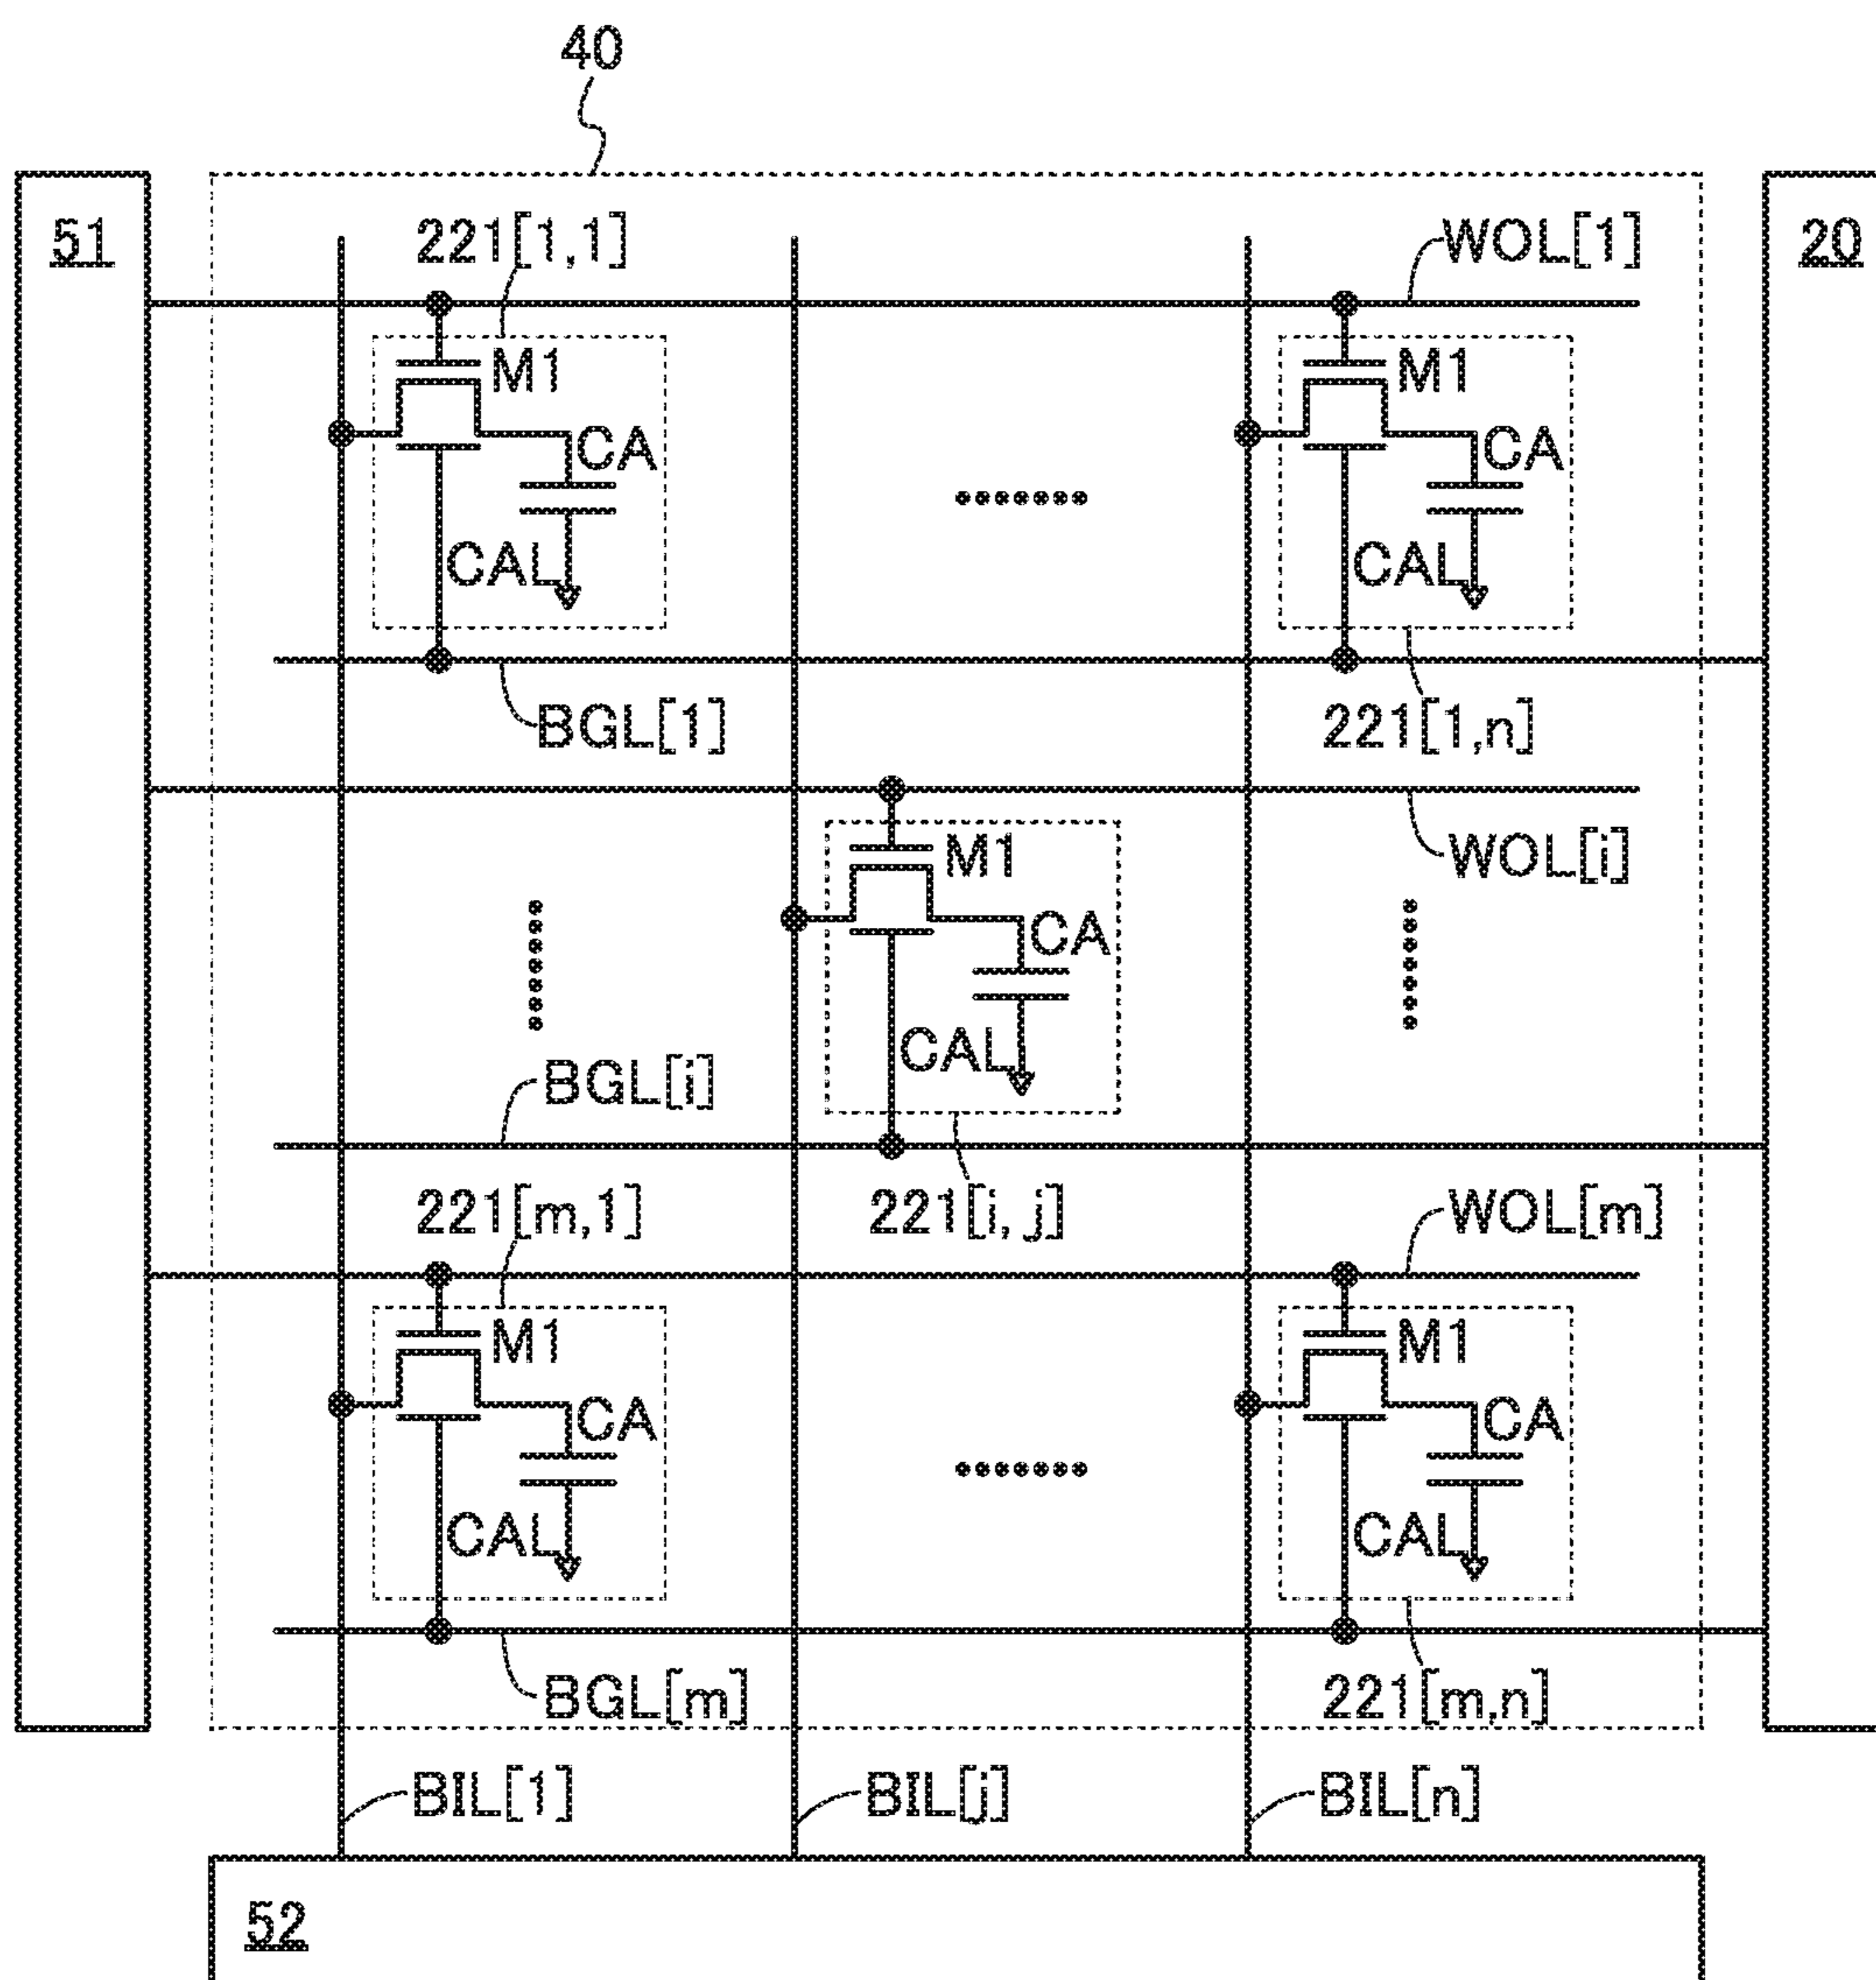 40
51
221[1,1]
WOL[1]
20
M1
M1
CA
CA
CAL
CAL
BGL[1]
221[1,n]
M1
WOL[i]
CA
CAL
BGL[i]
221[m,1]
221[i,j]
WOL[m]
M1
M1
CA
CA
CAL
CAL
BGL[m]
221[m,n]
BIL[1]
BIL[j]
BIL[n]
52